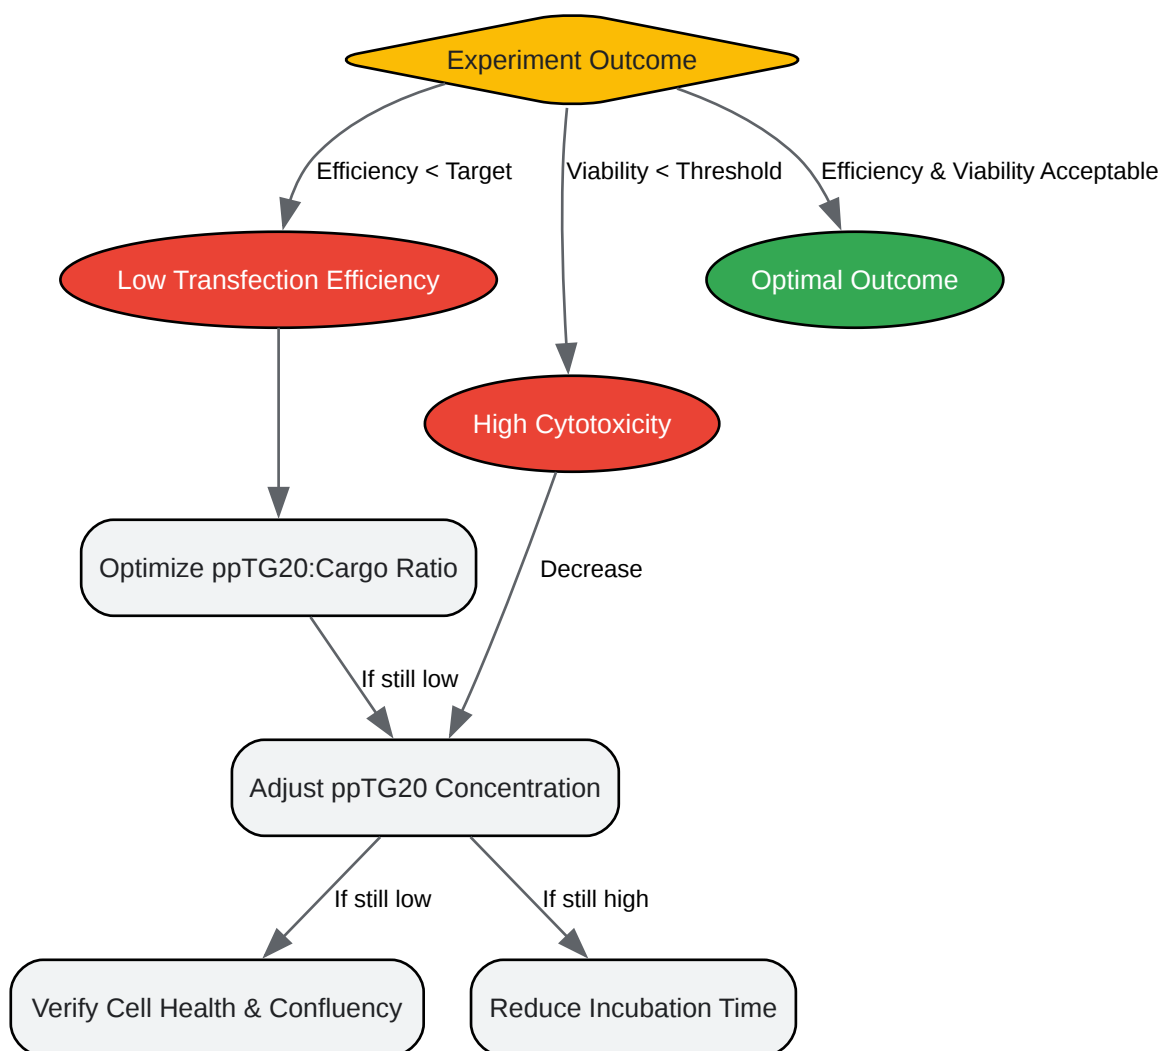 Experiment Outcome
Efficiency < Target
Viability < Threshold
Efficiency & Viability Acceptable
Low Transfection Efficiency
Optimal Outcome
High Cytotoxicity
Optimize ppTG20:Cargo Ratio
Decrease
If still low
Adjust ppTG20 Concentration
If still low
If still high
Verify Cell Health & Confluency
Reduce Incubation Time